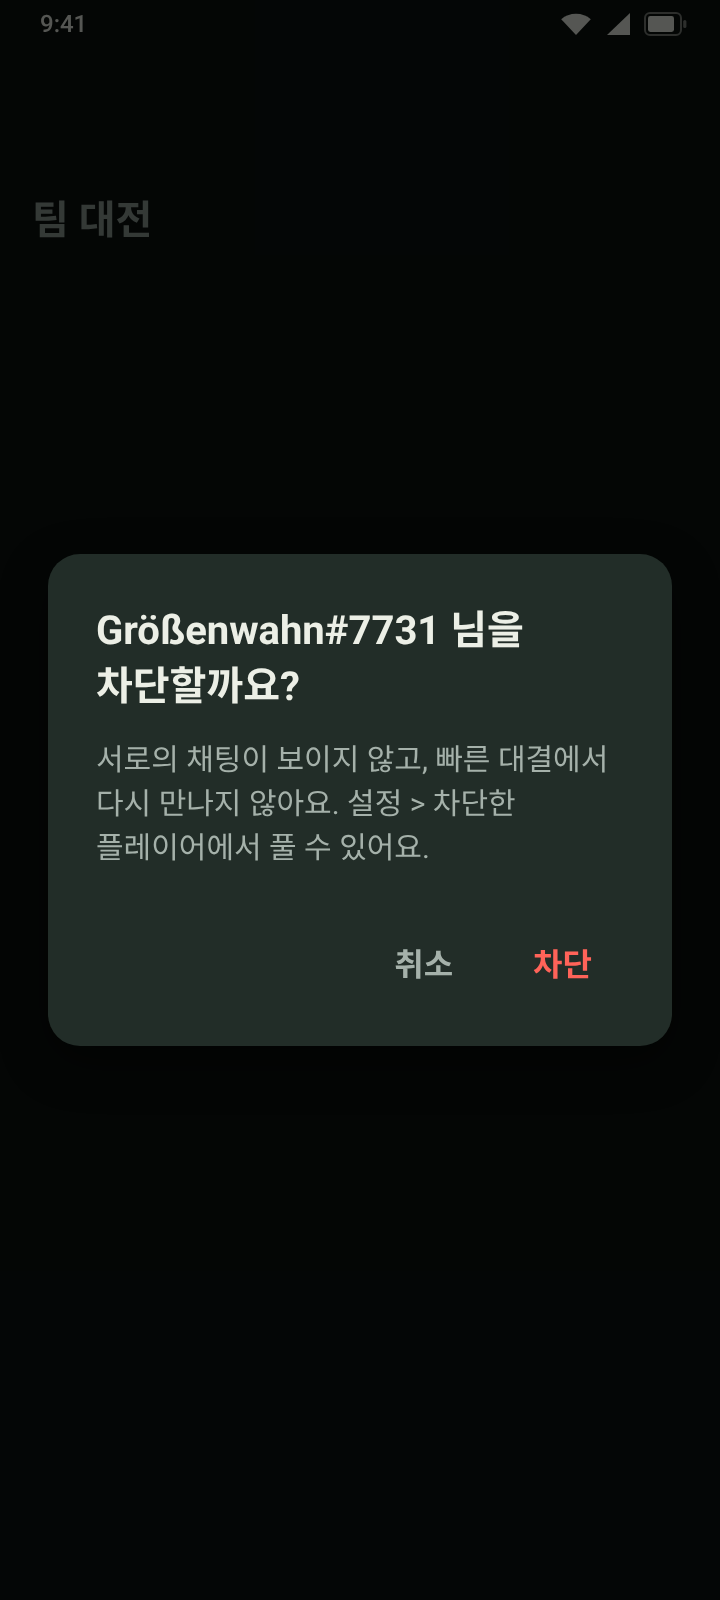 9:41
팀 대전
Größenwahn#7731 님을
차단할까요?
서로의 채팅이 보이지 않고, 빠른 대결에서
다시 만나지 않아요. 설정 > 차단한
플레이어에서 풀 수 있어요.
취소 차단